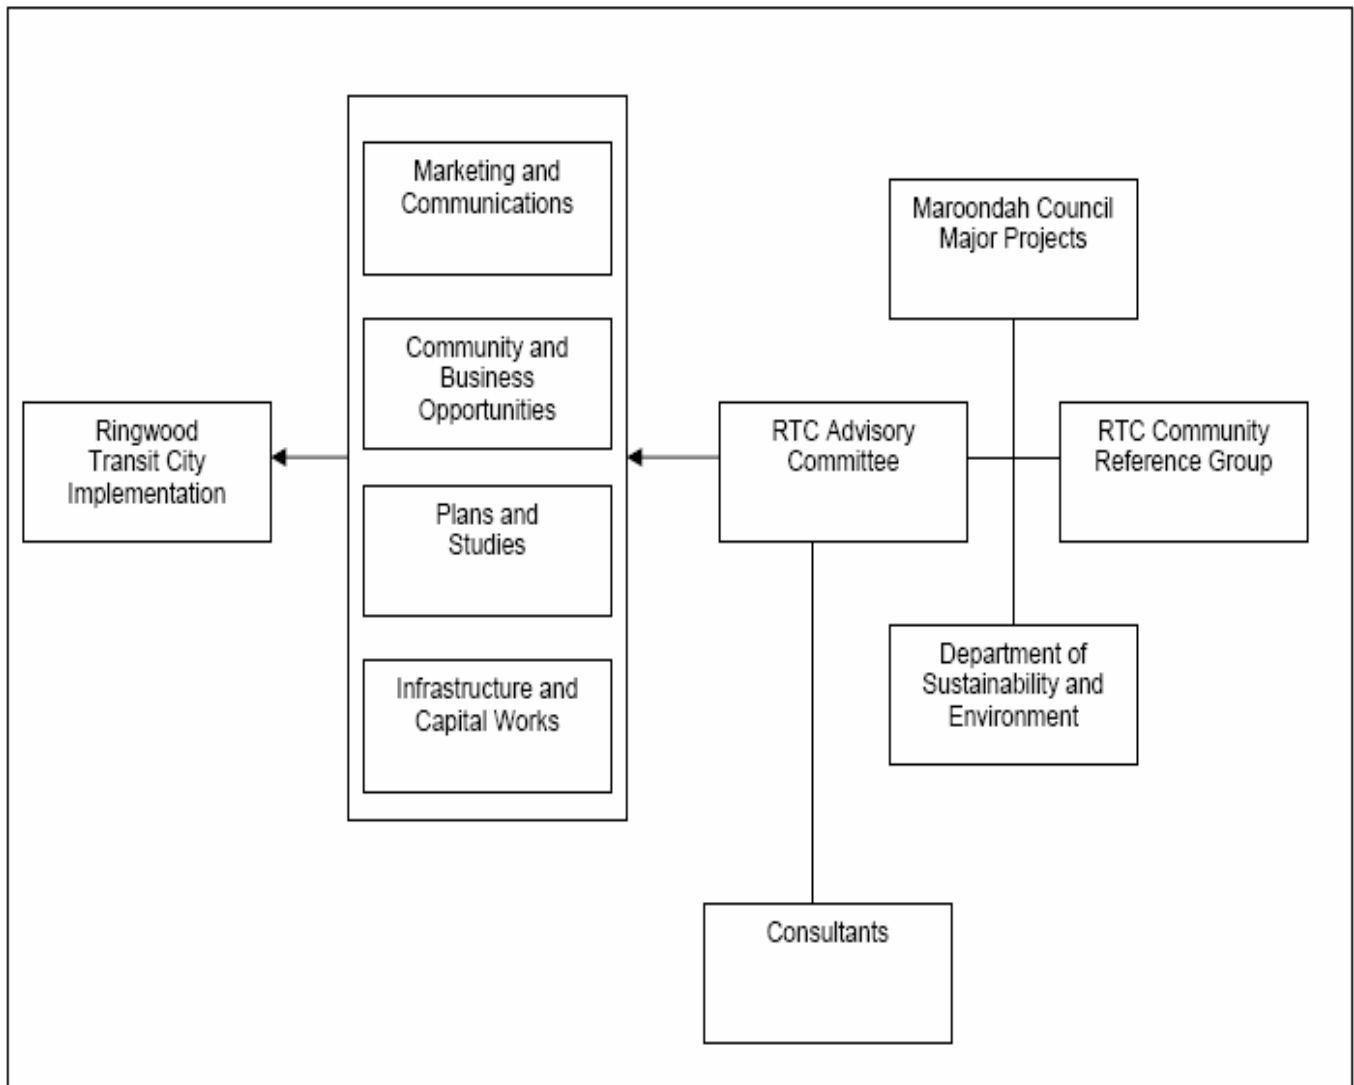 Marketing and
Communications
Maroondah Council
Major Projects
Community and
Business
Opportunities
Ringwood
Transit City
Implementation
RTC Advisory
Committee
RTC Community
Reference Group
Plans and
Studies
Department of
Sustainability and
Environment
Infrastructure and
Capital Works
Consultants